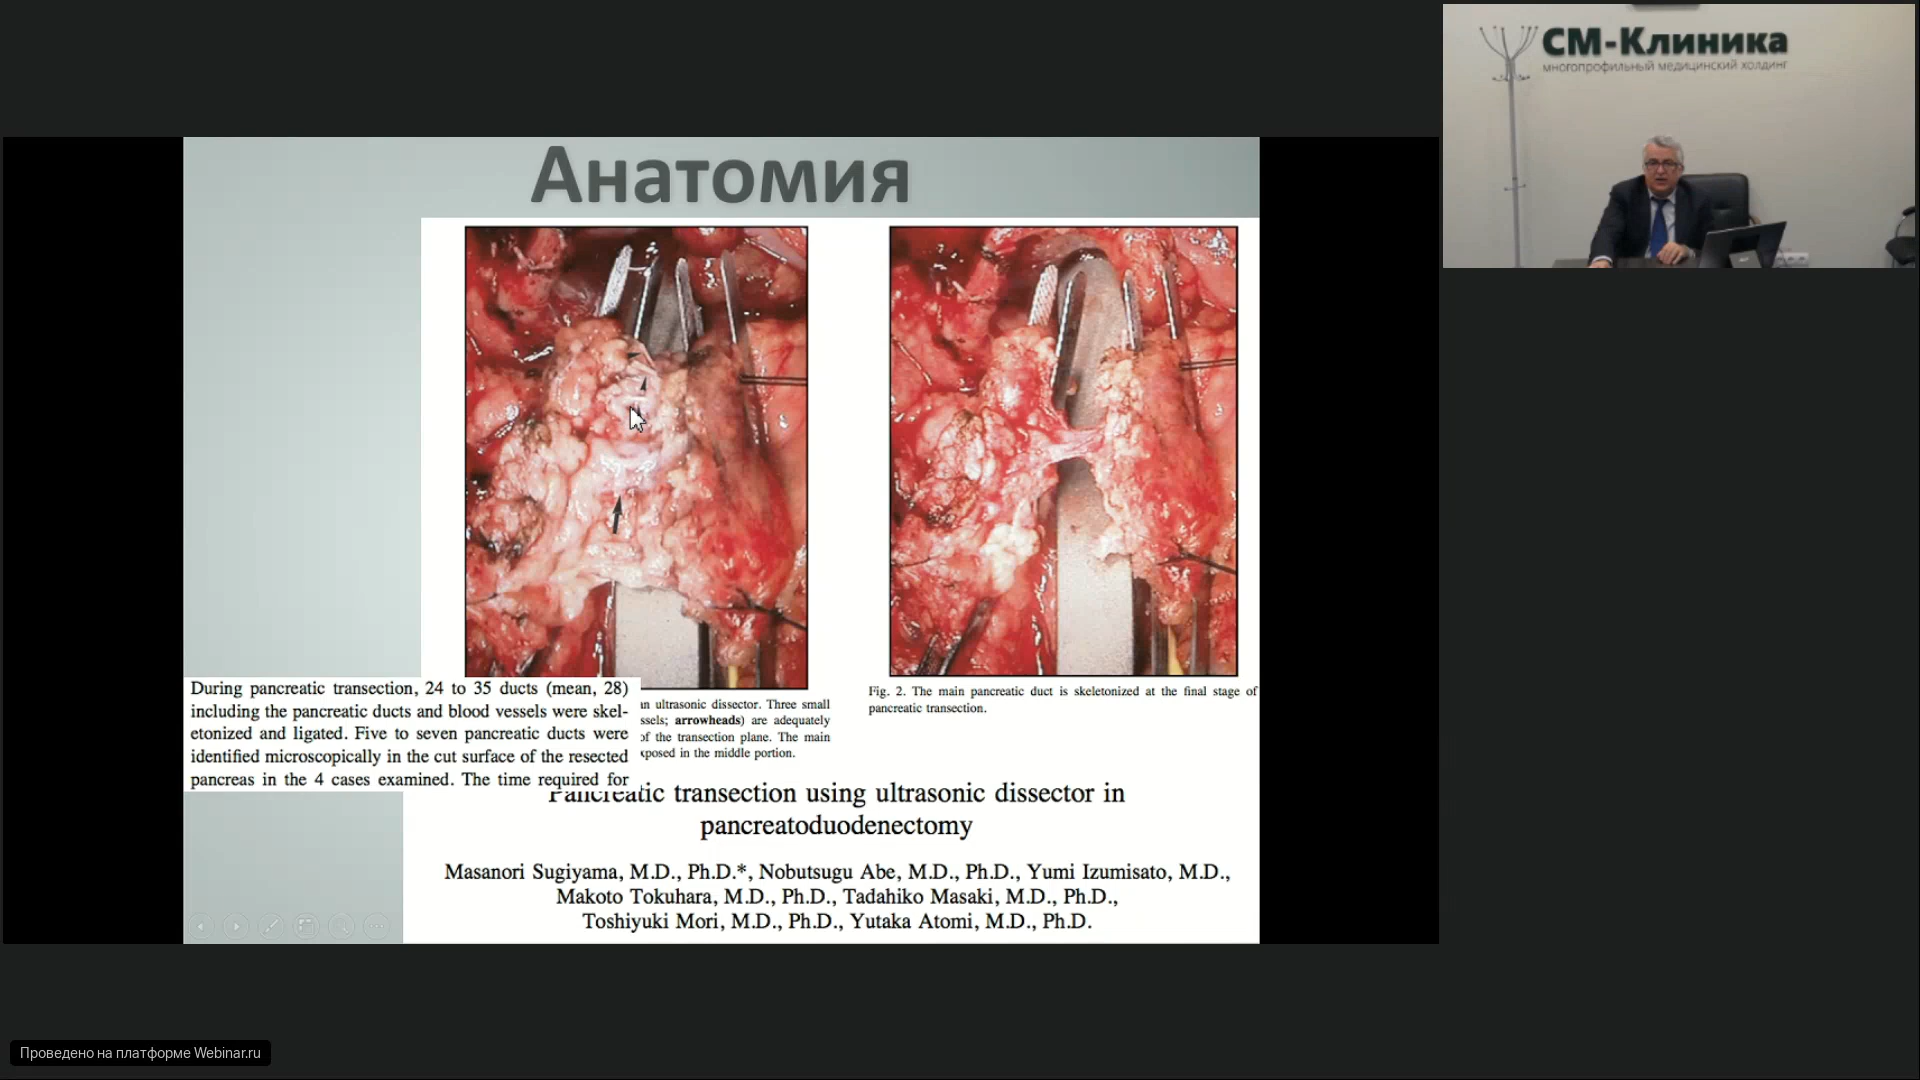 СМ-Клиника
многопрофильный медицинский холдинг
Анатомия
During pancreatic transection, 24 to 35 ducts (mean, 28)
including the pancreatic ducts and blood vessels were skel-
etonized and ligated. Five to seven pancreatic ducts were
identified microscopically in the cut surface of the resected
pancreas in the 4 cases examined. The time required for
ultrasonic dissector. Three small
arrowheads) are adequately
of the transection plane. The main
in the middle portion.
Fig. 2. The main pancreatic duct is skeletonized at the final stage of
pancreatic transection.
Pancreatic transection using ultrasonic dissector in
pancreatoduodenectomy
Masanori Sugiyama, M.D., Ph.D.*, Nobutsugu Abe, M.D., Ph.D., Yumi Izumisato, M.D.,
Makoto Tokuhara, M.D., Ph.D., Tadahiko Masaki, M.D., Ph.D.,
Toshiyuki Mori, M.D., Ph.D., Yutaka Atomi, M.D., Ph.D.
Проведено на платформе Webinar.ru